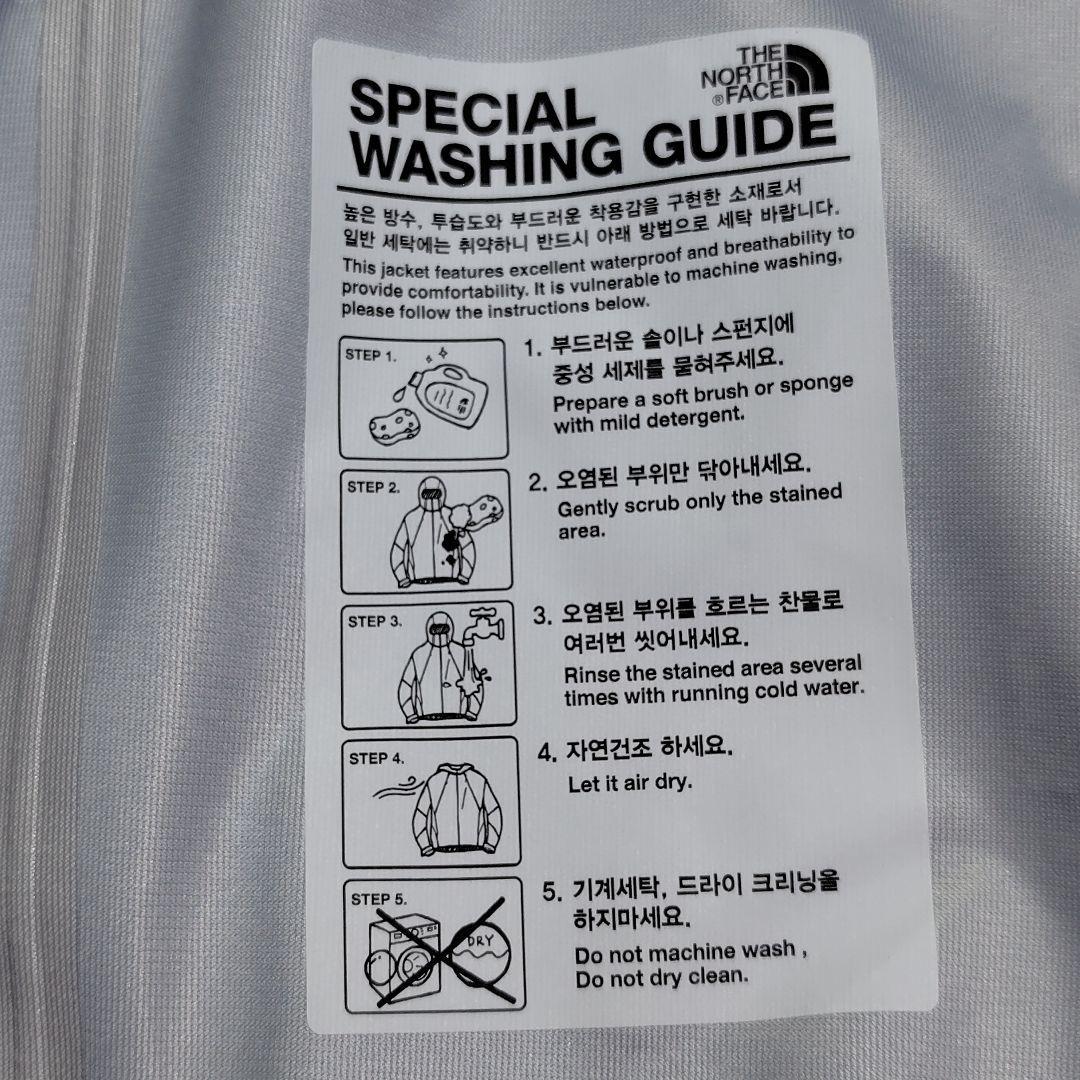 THE
NORTH
®FACE
SPECIAL
WASHING GUIDE
높은 방수, 투습도와 부드러운 착용감을 구현한 소재로서
일반 세탁에는 취약하니 반드시 아래 방법으로 세탁 바랍니다.
This jacket features excellent waterproof and breathability to
provide comfortability. It is vulnerable to machine washing,
please follow the instructions below.
STEP 1.
1. 부드러운 솔이나 스펀지에
중성 세제를 뭍혀주세요.
Prepare a soft brush or sponge
with mild detergent.
STEP 2.
2. 오염된 부위만 닦아내세요.
Gently scrub only the stained
area.
STEP 3.
3. 오염된 부위를 흐르는 찬물로
여러번 씻어내세요.
Rinse the stained area several
times with running cold water.
STEP 4.
4. 자연건조 하세요.
Let it air dry.
STEP 5.
DRY
5. 기계세탁, 드라이 크리닝을
하지마세요.
Do not machine wash ,
Do not dry clean.